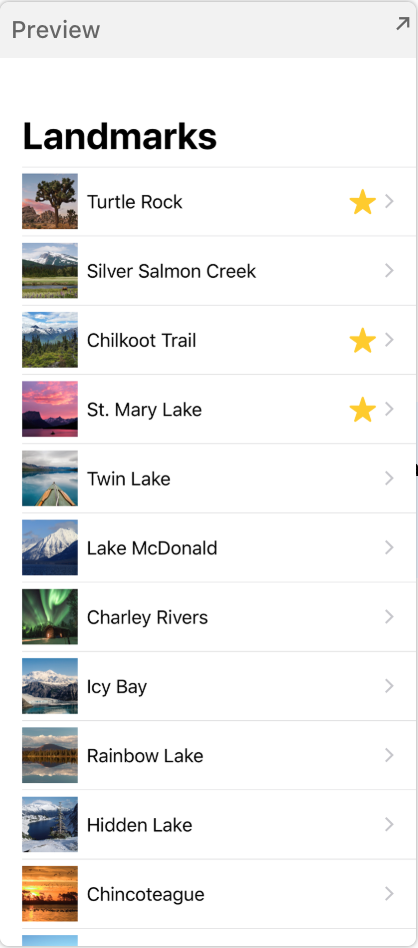 Preview
Landmarks
Turtle Rock
Silver Salmon Creek
Chilkoot Trail
St. Mary Lake
Twin Lake
Lake McDonald
Charley Rivers
Icy Bay
Rainbow Lake
Hidden Lake
Chincoteague